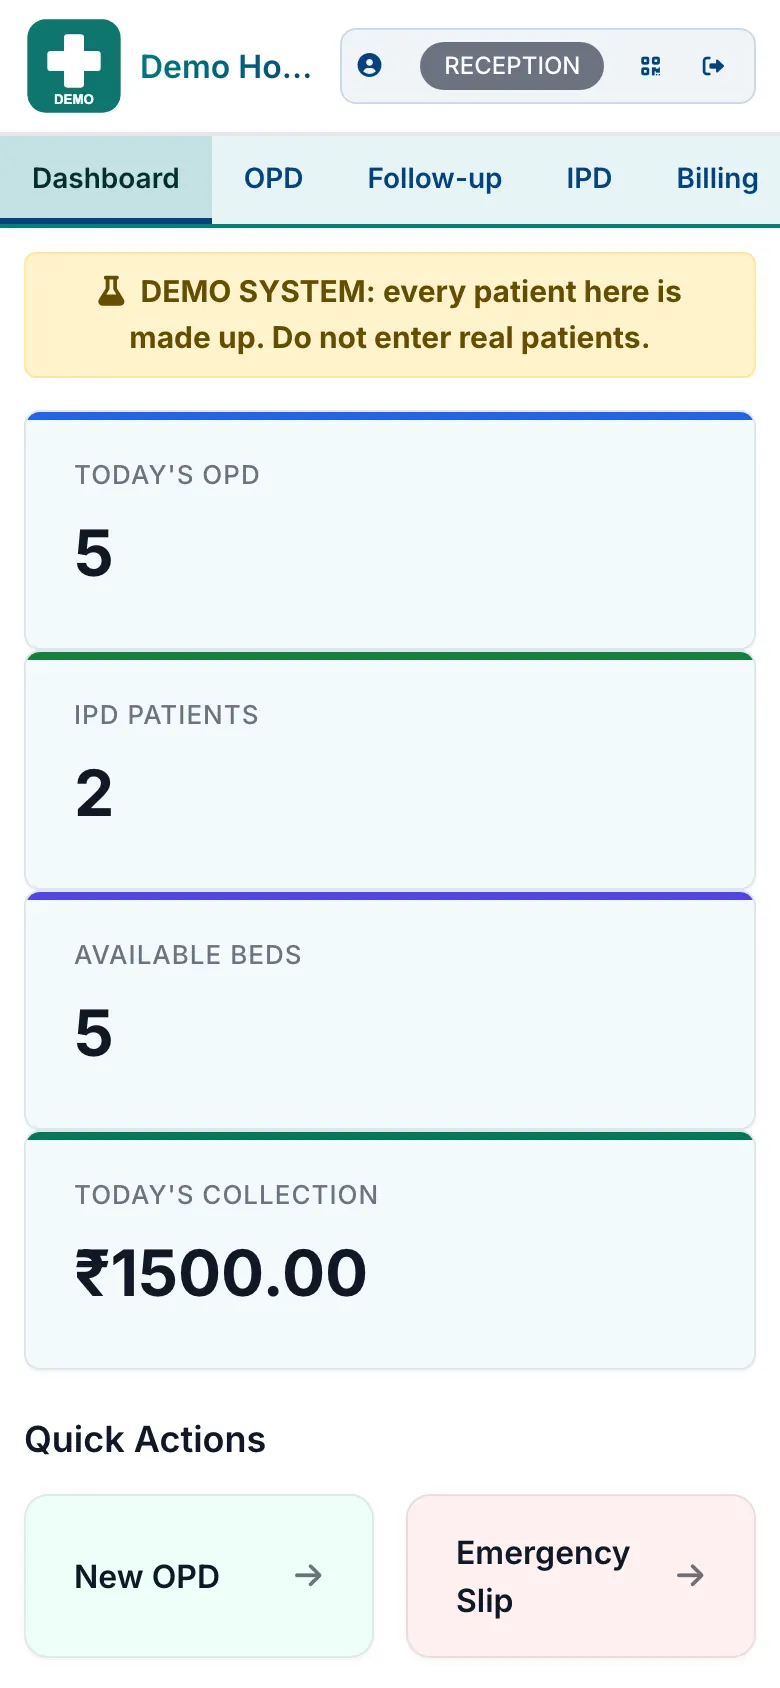 DEMO
Demo Ho...
RECEPTION
Dashboard
OPD
Follow-up
IPD
Billing
DEMO SYSTEM: every patient here is
made up. Do not enter real patients.
TODAY'S OPD
5
IPD PATIENTS
2
AVAILABLE BEDS
5
TODAY'S COLLECTION
₹1500.00
Quick Actions
New OPD
Emergency
Slip